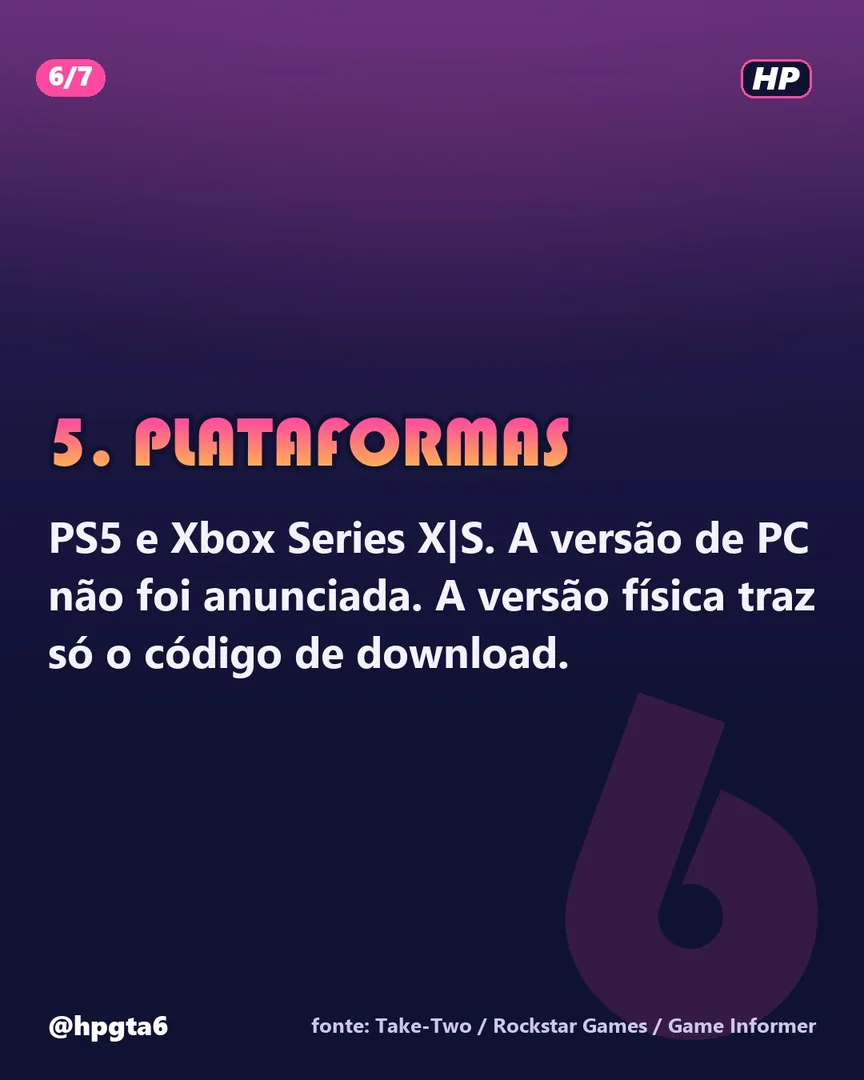 6/7
HP
5. PLATAFORMAS
PS5 e Xbox Series X|S. A versão de PC
não foi anunciada. A versão física traz
só o código de download.
6
@hpgta6
fonte: Take-Two / Rockstar Games / Game Informer